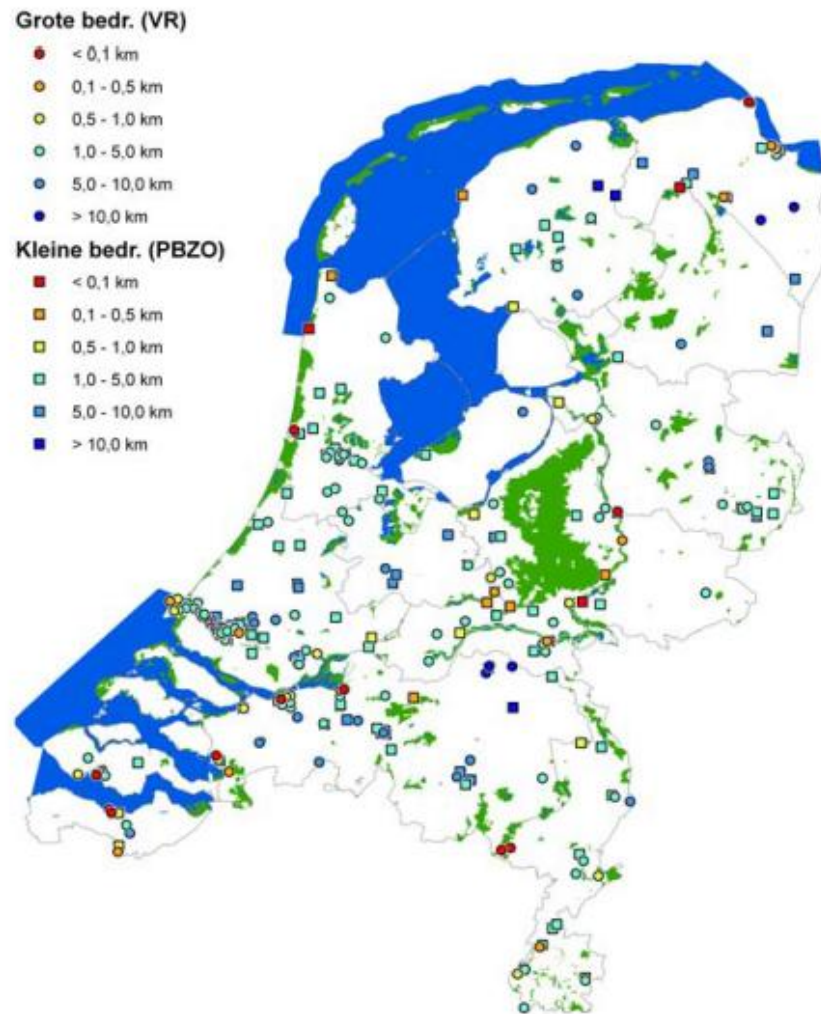 Grote bedr. (VR)
< 0,1 km
0,1 - 0,5 km
0,5 - 1,0 km
1,0 - 5,0 km
5,0 - 10,0 km
> 10,0 km
Kleine bedr. (PBZO)
< 0,1 km
0,1 - 0,5 km
0,5 - 1,0 km
1,0 - 5,0 km
5,0 - 10,0 km
> 10,0 km